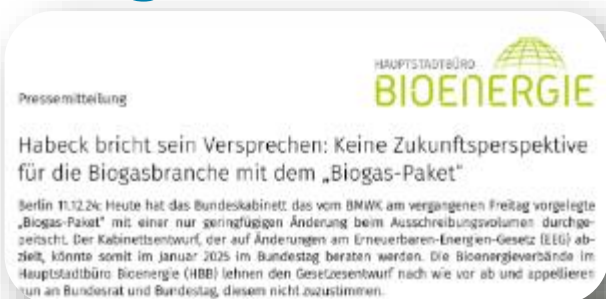 HAUPTSTADTBÜRO
BIOENERGIE
Pressemitteilung
Habeck bricht sein Versprechen: Keine Zukunftsperspektive
für die Biogasbranche mit dem „Biogas-Paket“
Berlin 11.12.24: Heute hat das Bundeskabinett das vom BMWK am vergangenen Freitag vorgelegte
„Biogas-Paket“ mit einer nur geringfügigen Änderung beim Ausschreibungsvolumen durchge-
peitscht. Der Kabinettsentwurf, der auf Änderungen am Erneuerbaren-Energien-Gesetz (EEG) ab-
zielt, könnte somit im Januar 2025 im Bundestag beraten werden. Die Bioenergieverbände im
Hauptstadtbüro Bioenergie (HBB) lehnen den Gesetzesentwurf nach wie vor ab und appellieren
nun an Bundesrat und Bundestag, diesem nicht zuzustimmen.